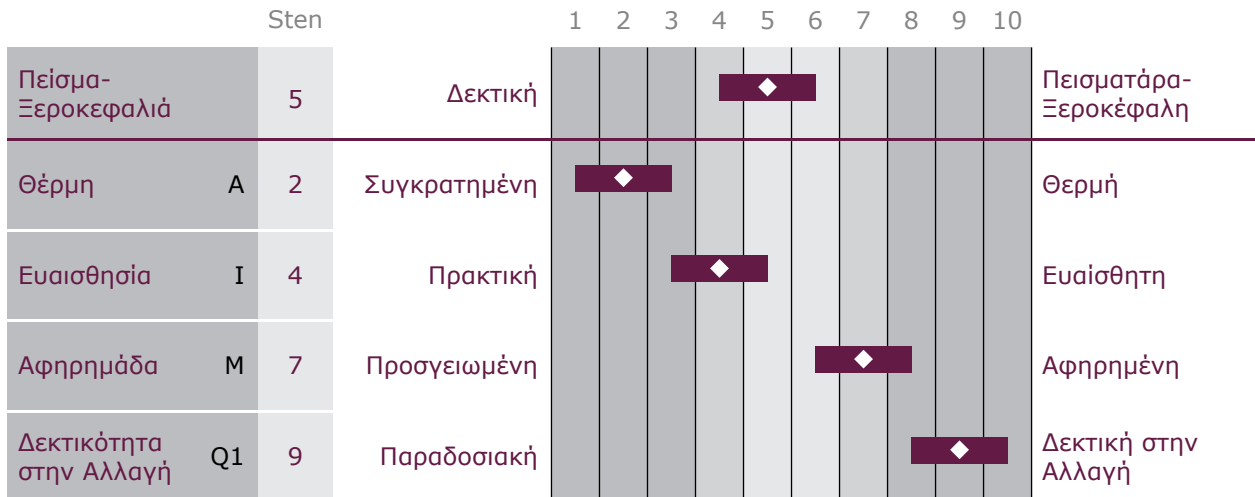 Sten 1 2 3 4 5 6 7 8 9 10
Πείσμα-
Ξεροκεφαλιά
5
Δεκτική
Πεισματάρα-
Ξεροκέφαλη
Θέρμη A 2 Συγκρατημένη Θερμή
Ευαισθησία I 4 Πρακτική Ευαίσθητη
Αφηρημάδα M 7 Προσγειωμένη Αφηρημένη
Δεκτικότητα
στην Αλλαγή
Q1 9 Παραδοσιακή
Δεκτική στην
Αλλαγή